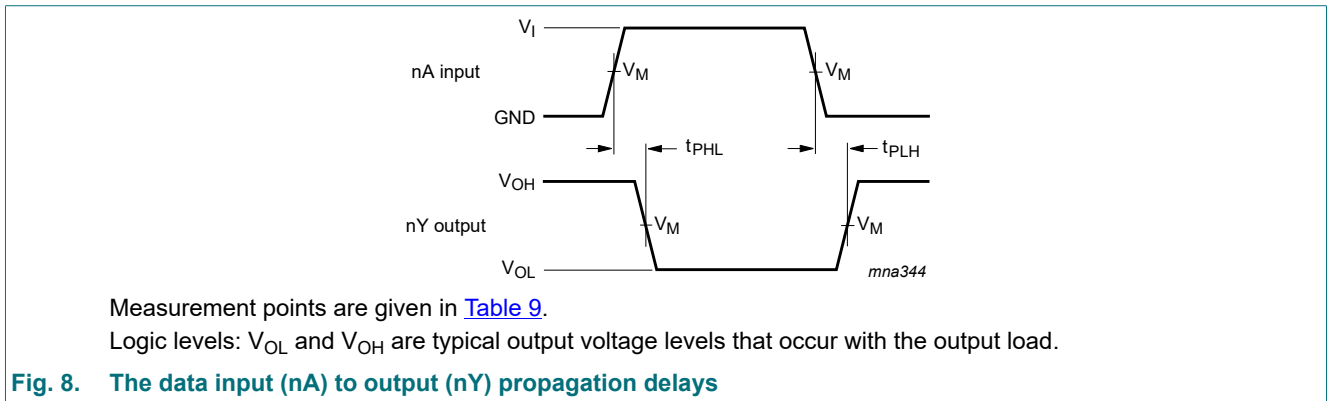 V_I
nA input
V_M
V_M
GND
t_PHL
t_PLH
V_OH
nY output
V_M
V_M
V_OL
mna344
Measurement points are given in Table 9.
Logic levels: V_OL and V_OH are typical output voltage levels that occur with the output load.
Fig. 8. The data input (nA) to output (nY) propagation delays